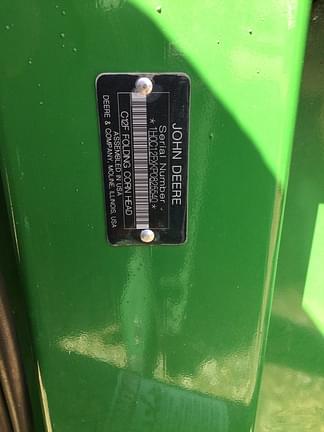 JOHN DEERE
Serial Number
C12F FOLDING CORN HEAD
ASSEMBLED IN USA
DEERE & COMPANY, MOLINE, ILLINOIS, USA